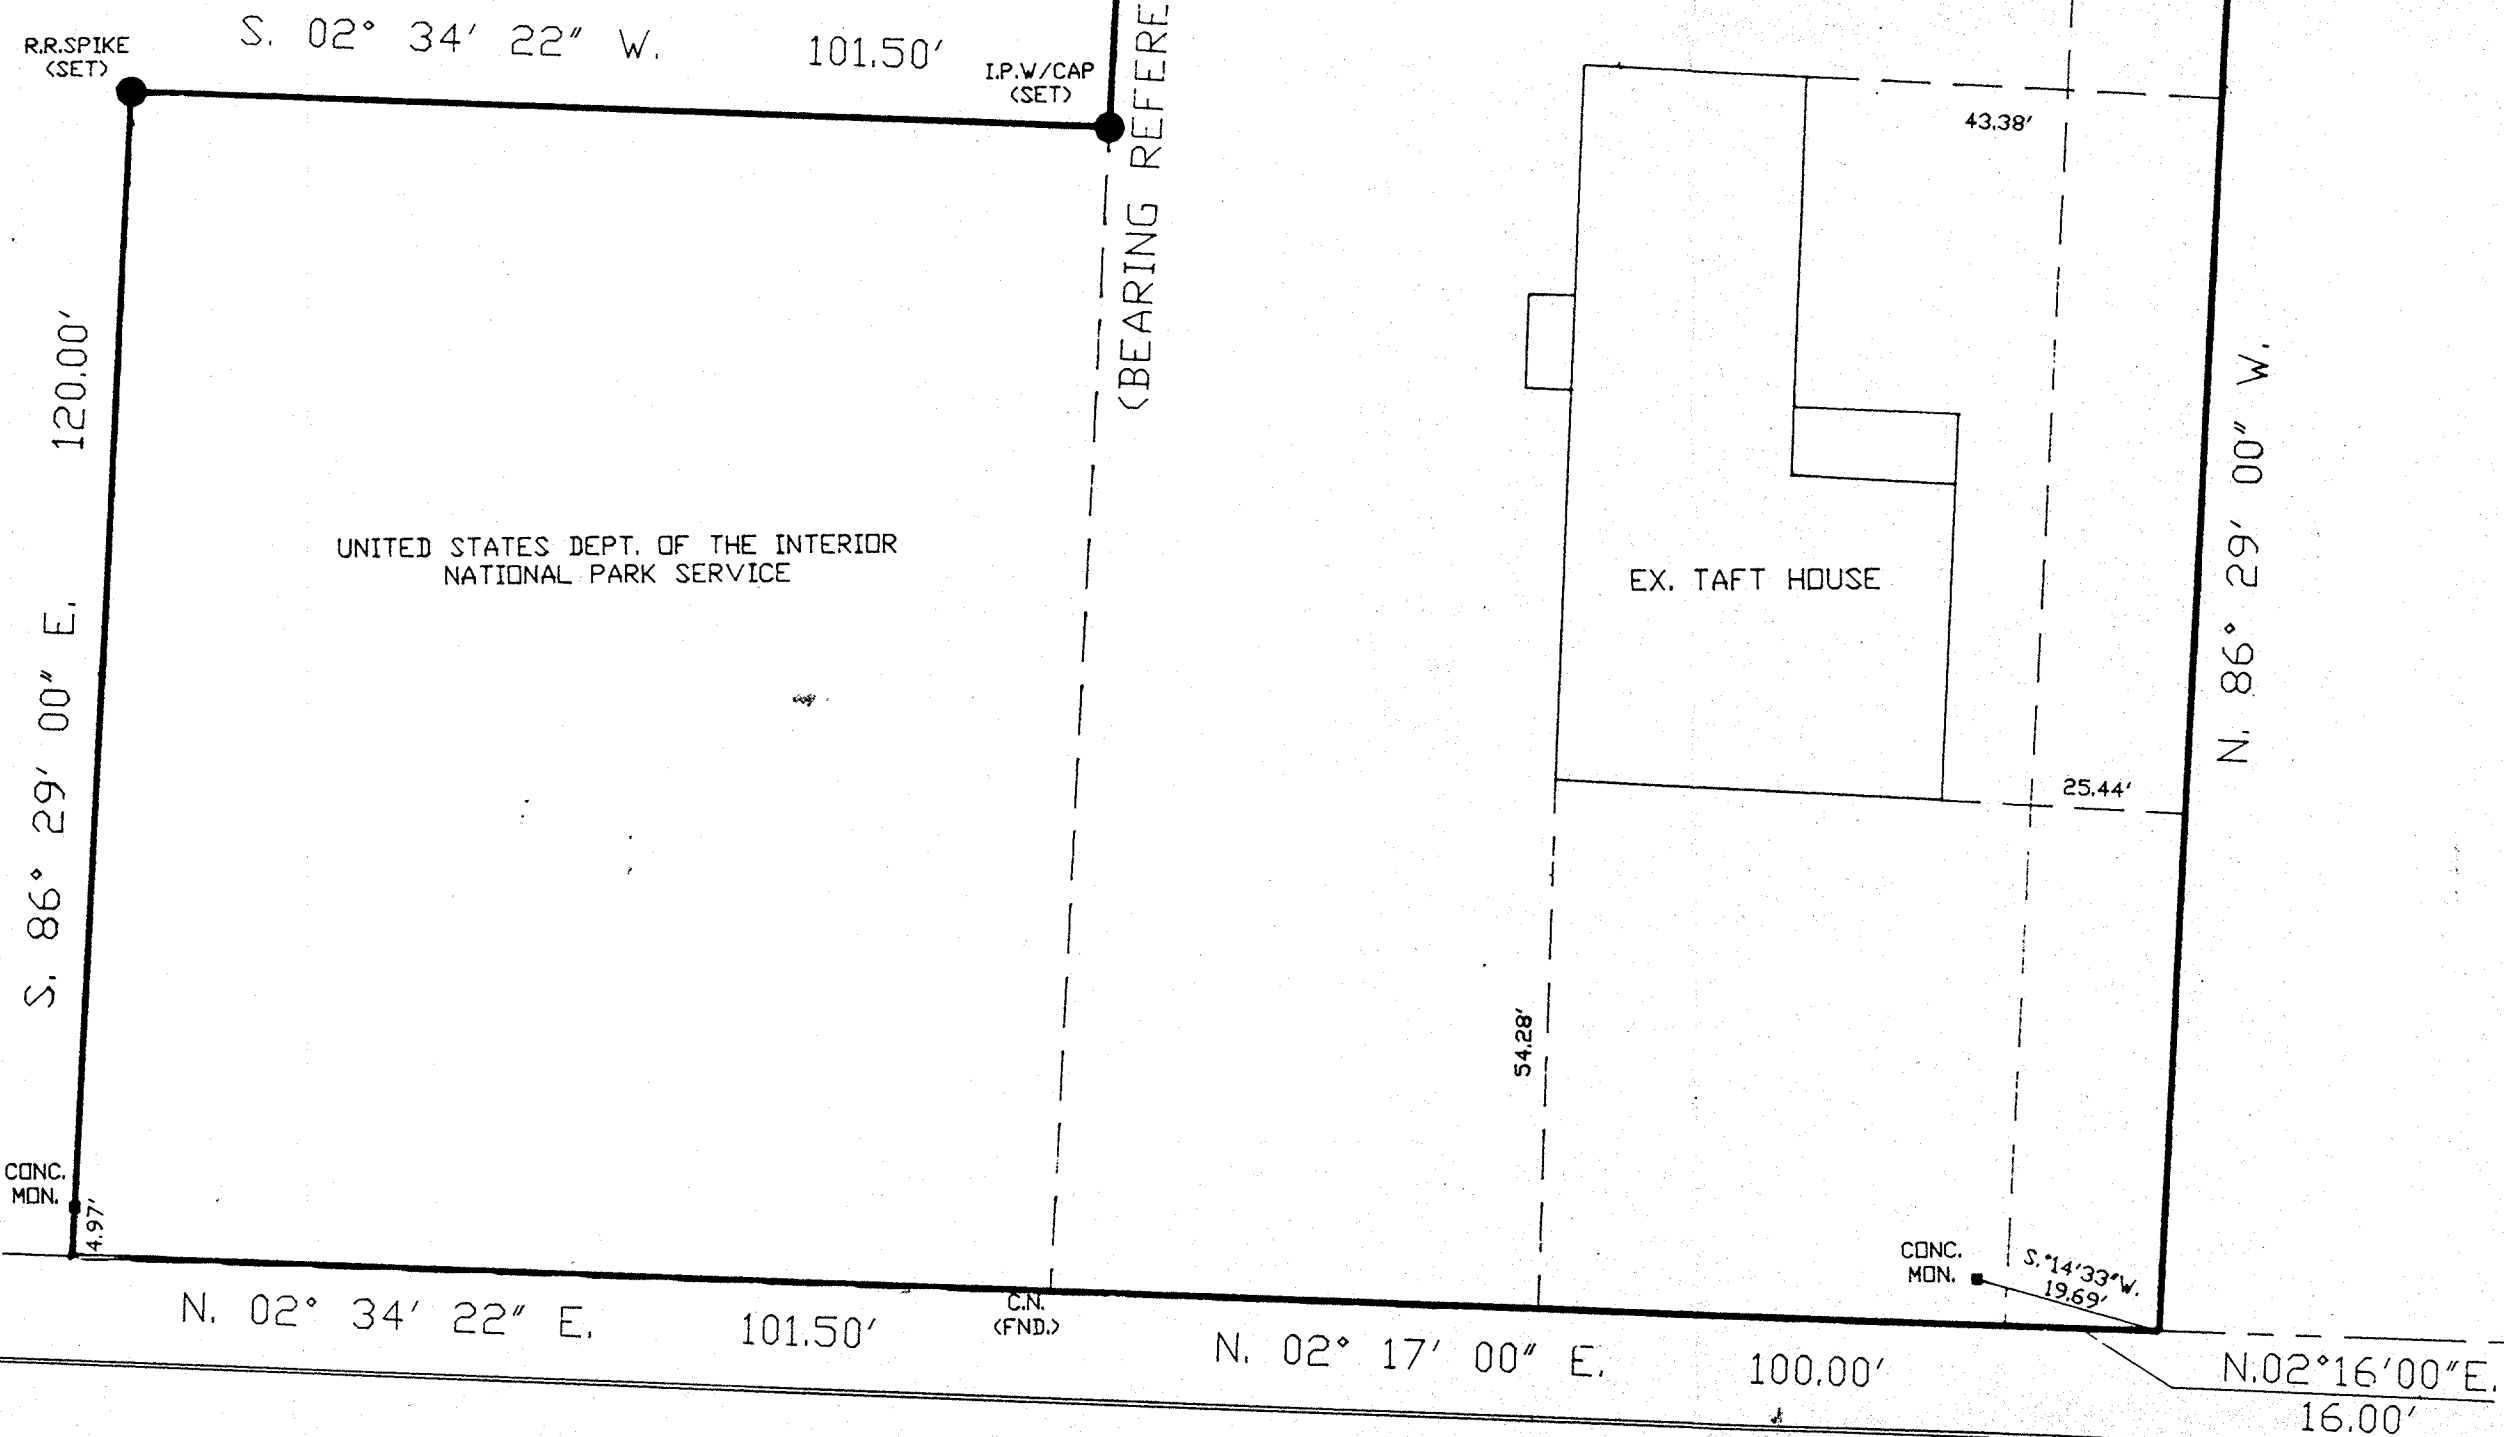 S. 02° 34' 22" W. 101.50'
R.R.SPIKE
(SET)
I.P.W/CAP
(SET)
(BEARING REFERE
43.38'
S. 86° 29' 00" E. 120.00'
N. 86° 29' 00" W.
UNITED STATES DEPT. OF THE INTERIOR
NATIONAL PARK SERVICE
EX. TAFT HOUSE
25.44'
54.28'
CONC.
MON.
4.97'
CONC.
MON.
S.°14'33"W.
19.69'
N. 02° 34' 22" E. 101.50'
C.N.
(FND.)
N. 02° 17' 00" E. 100.00'
N.02°16'00"E.
16.00'